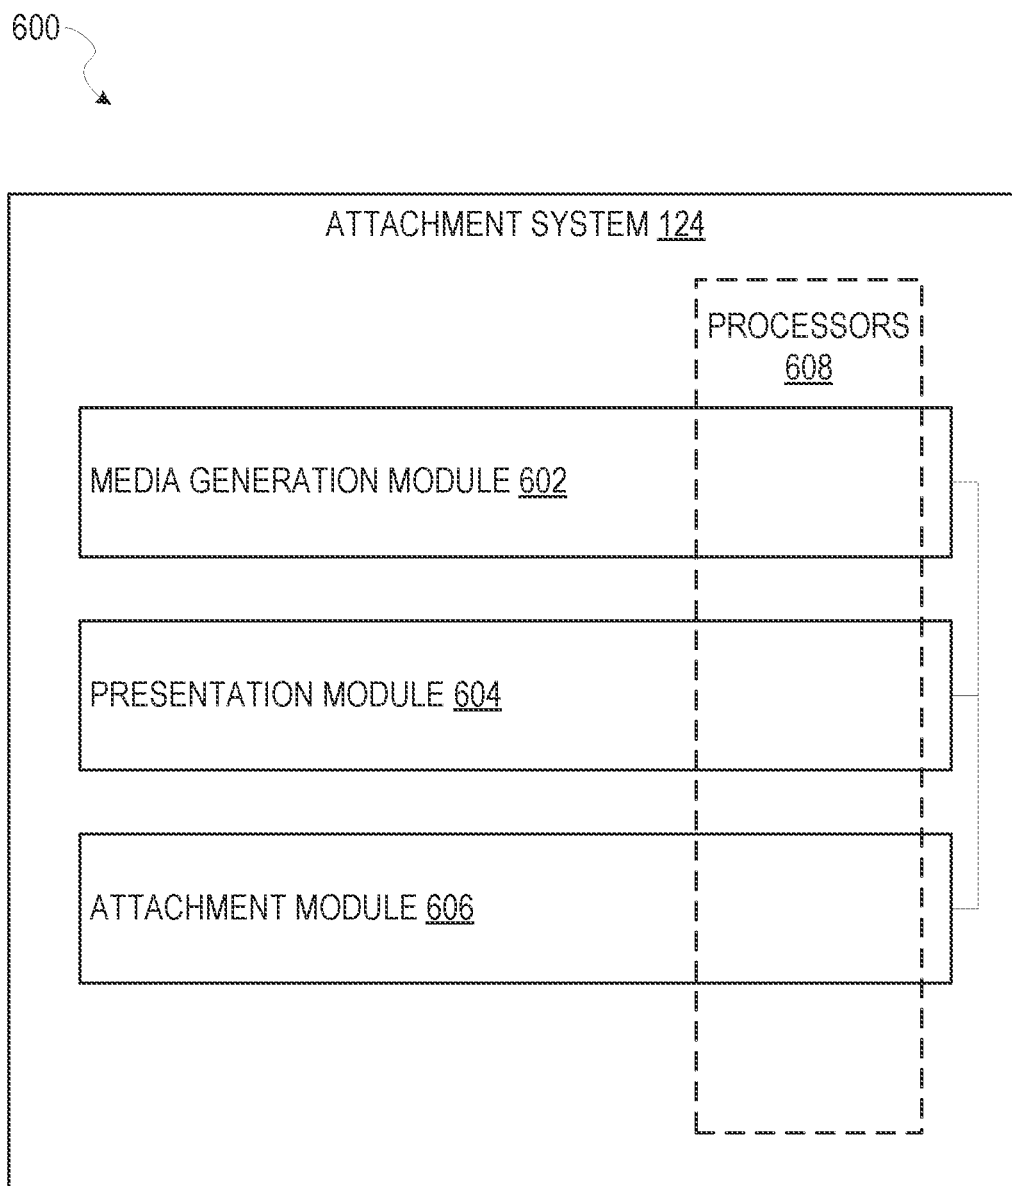 600
ATTACHMENT SYSTEM 124
PROCESSORS
608
MEDIA GENERATION MODULE 602
PRESENTATION MODULE 604
ATTACHMENT MODULE 606